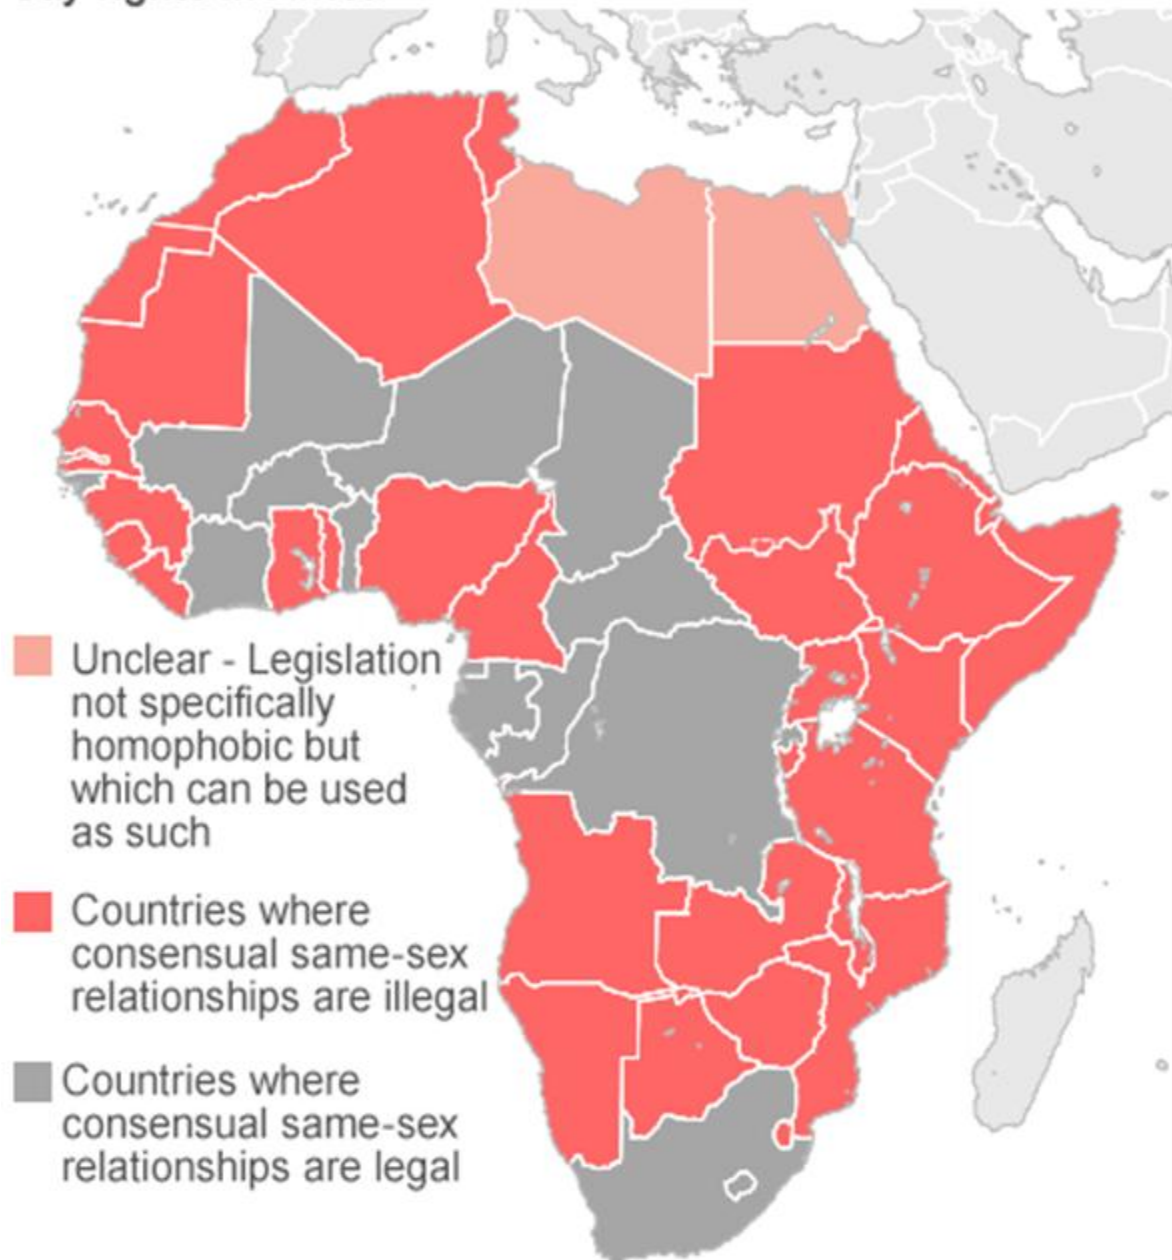 Unclear - Legislation
not specifically
homophobic but
which can be used
as such
Countries where
consensual same-sex
relationships are illegal
Countries where
consensual same-sex
relationships are legal